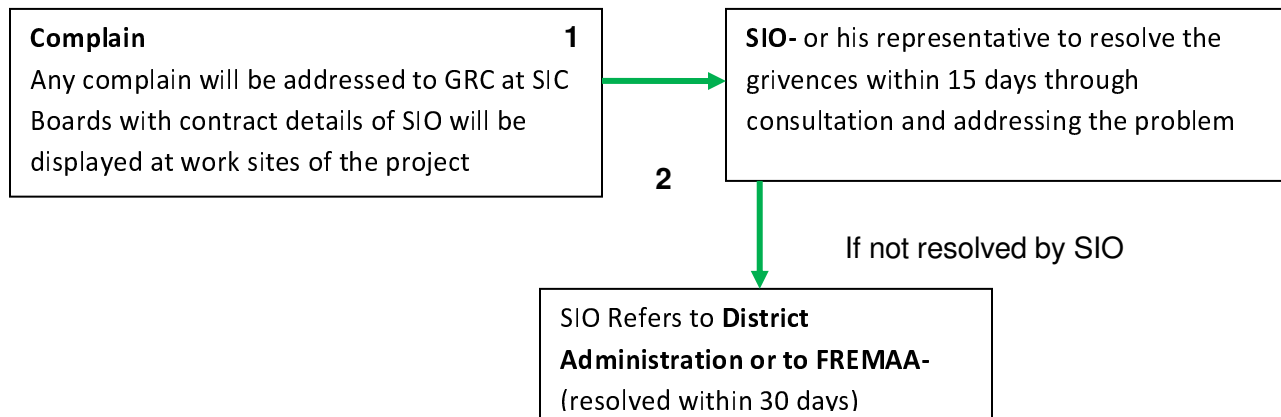 Complain 1
Any complain will be addressed to GRC at SIC
Boards with contract details of SIO will be
displayed at work sites of the project
SIO- or his representative to resolve the
grivences within 15 days through
consultation and addressing the problem
2
If not resolved by SIO
SIO Refers to District
Administration or to FREMAA-
(resolved within 30 days)